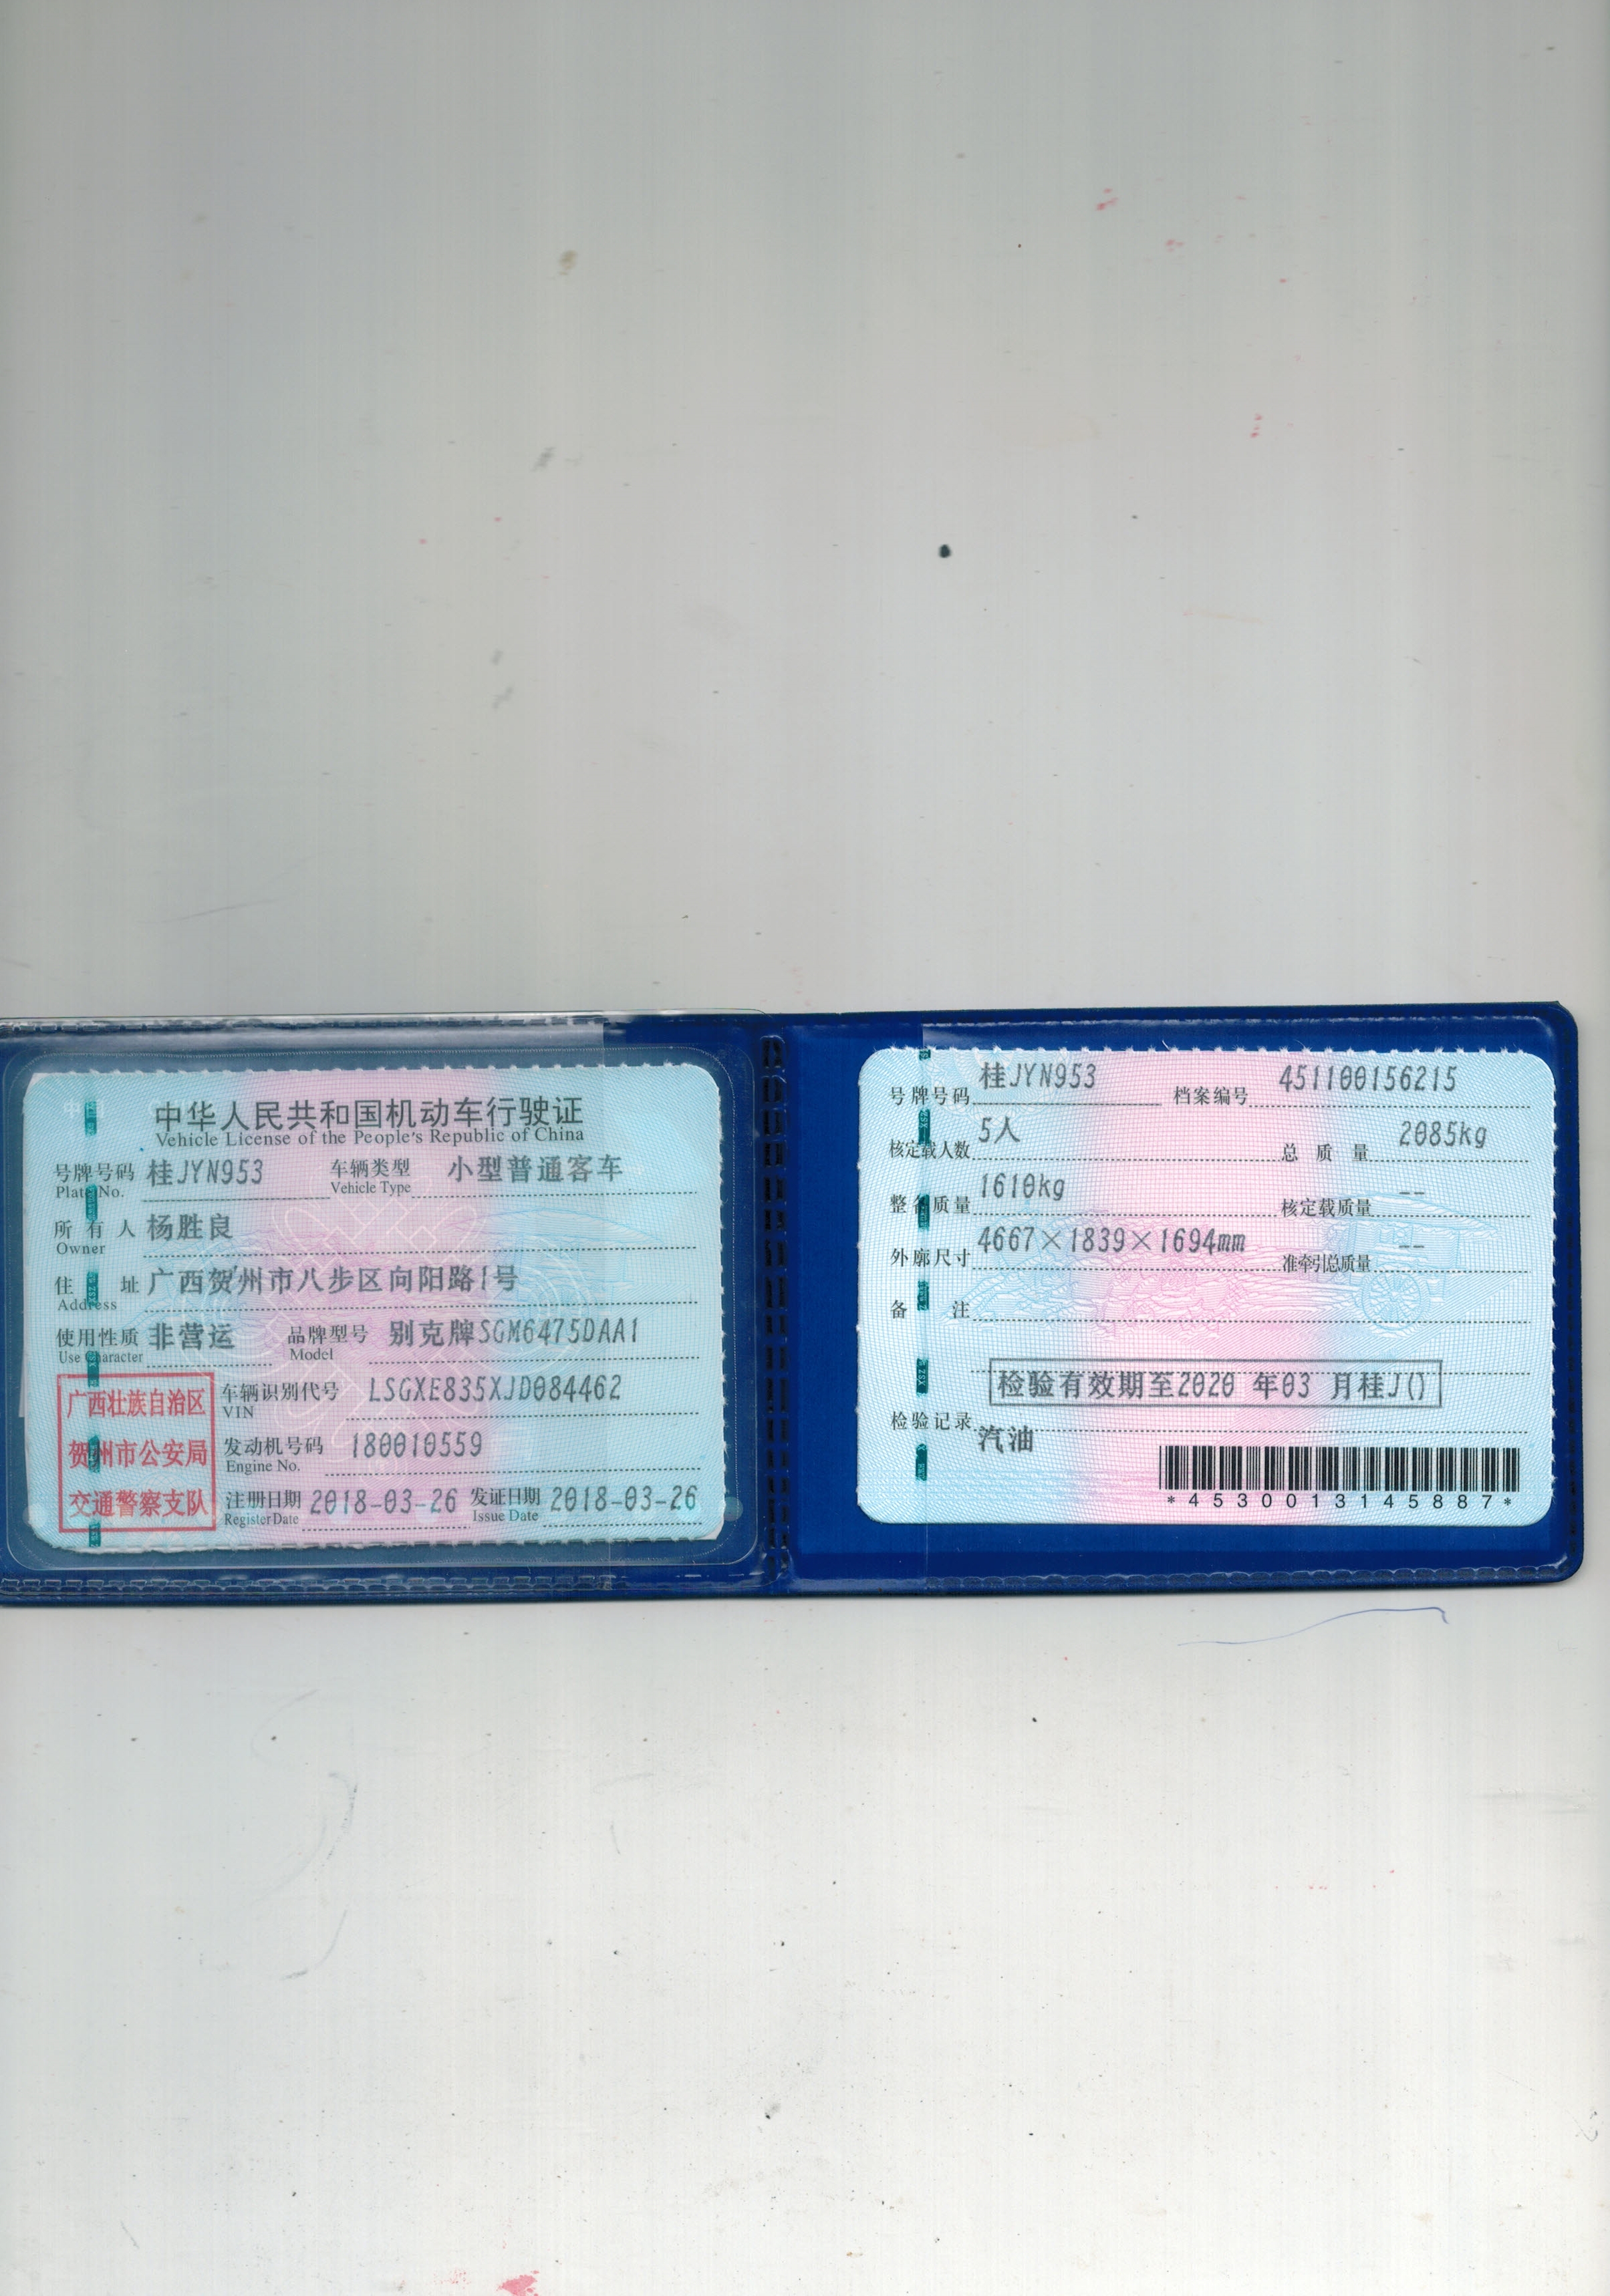 中华人民共和国机动车行驶证
Vehicle License of the People's Republic of China
号牌号码 桂JYN953 车辆类型 小型普通客车
Plate No. Vehicle Type
所有人 杨胜良
Owner
住址 广西贺州市八步区向阳路1号
Address
使用性质 非营运 品牌型号 别克牌SGM6475DAA1
Use Character Model
广西壮族自治区
贺州市公安局
交通警察支队
车辆识别代号 LSGXE835XJD084462
VIN
发动机号码 180010559
Engine No.
注册日期 2018-03-26 发证日期 2018-03-26
Register Date Issue Date
号牌号码 桂JYN953 档案编号 451100156215
核定载人数 5人 总质量 2085kg
整备质量 1610kg 核定载质量 --
外廓尺寸 4667×1839×1694mm 准牵引总质量 --
备注
检验有效期至2020 年03 月桂J()
检验记录
汽油
*4530013145887*